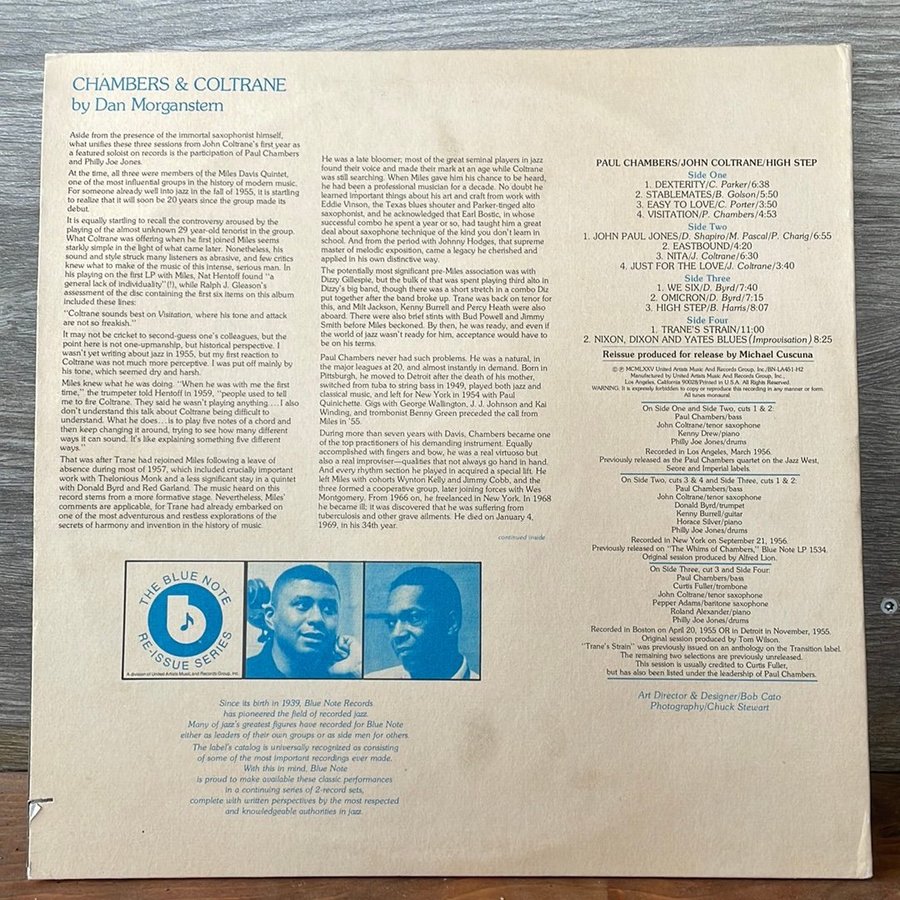 CHAMBERS & COLTRANE
by Dan Morganstern
Aside from the presence of the immortal saxophonist himself,
what unifies these three sessions from John Coltrane's first year as
a featured soloist on records is the participation of Paul Chambers
and Philly Joe Jones.
At the time, all three were members of the Miles Davis Quintet,
one of the most influential groups in the history of modern music.
For someone already well into jazz in the fall of 1955, it is startling
to realize that it will soon be 20 years since the group made its
debut.
It is equally startling to recall the controversy aroused by the
playing of the almost unknown 29 year-old tenorist in the group.
What Coltrane was offering when he first joined Miles seems
starkly simple in the light of what came later. Nonetheless, his
sound and style struck many listeners as abrasive, and few critics
knew what to make of the music of this intense, serious man. In
his playing on the first LP with Miles, Nat Hentoff found "a
general lack of individuality"(!), while Ralph J. Gleason's
assessment of the disc containing the first six items on this album
included these lines:
"Coltrane sounds best on Visitation, where his tone and attack
are not so freakish."
It may not be cricket to second-guess one's colleagues, but the
point here is not one-upmanship, but historical perspective. I
wasn't yet writing about jazz in 1955, but my first reaction to
Coltrane was not much more perceptive. I was put off mainly by
his tone, which seemed dry and harsh.
Miles knew what he was doing. "When he was with me the first
time," the trumpeter told Hentoff in 1959, "people used to tell
me to fire Coltrane. They said he wasn't playing anything....I also
don't understand this talk about Coltrane being difficult to
understand. What he does...is to play five notes of a chord and
then keep changing it around, trying to see how many different
ways it can sound. It's like explaining something five different
ways."
That was after Trane had rejoined Miles following a leave of
absence during most of 1957, which included crucially important
work with Thelonious Monk and a less significant stay in a quintet
with Donald Byrd and Red Garland. The music heard on this
record stems from a more formative stage. Nevertheless, Miles'
comments are applicable, for Trane had already embarked on
one of the most adventurous and restless explorations of the
secrets of harmony and invention in the history of music.
He was a late bloomer; most of the great seminal players in jazz
found their voice and made their mark at an age while Coltrane
was still searching. When Miles gave him his chance to be heard,
he had been a professional musician for a decade. No doubt he
learned important things about his art and craft from work with
Eddie Vinson, the Texas blues shouter and Parker-tinged alto
saxophonist, and he acknowledged that Earl Bostic, in whose
successful combo he spent a year or so, had taught him a great
deal about saxophone technique of the kind you don't learn in
school. And from the period with Johnny Hodges, that supreme
master of melodic exposition, came a legacy he cherished and
applied in his own distinctive way.
The potentially most significant pre-Miles association was with
Dizzy Gillespie, but the bulk of that was spent playing third alto in
Dizzy's big band, though there was a short stretch in a combo Diz
put together after the band broke up. Trane was back on tenor for
this, and Milt Jackson, Kenny Burrell and Percy Heath were also
aboard. There were also brief stints with Bud Powell and Jimmy
Smith before Miles beckoned. By then, he was ready, and even if
the world of jazz wasn't ready for him, acceptance would have to
be on his terms.
Paul Chambers never had such problems. He was a natural, in
the major leagues at 20, and almost instantly in demand. Born in
Pittsburgh, he moved to Detroit after the death of his mother,
switched from tuba to string bass in 1949, played both jazz and
classical music, and left for New York in 1954 with Paul
Quinichette. Gigs with George Wallington, J. J. Johnson and Kai
Winding, and trombonist Benny Green preceded the call from
Miles in '55.
During more than seven years with Davis, Chambers became one
of the top practitioners of his demanding instrument. Equally
accomplished with fingers and bow, he was a real virtuoso but
also a real improviser—qualities that not always go hand in hand.
And every rhythm section he played in acquired a special lift. He
left Miles with cohorts Wynton Kelly and Jimmy Cobb, and the
three formed a cooperative group, later joining forces with Wes
Montgomery. From 1966 on, he freelanced in New York. In 1968
he became ill; it was discovered that he was suffering from
tuberculosis and other grave ailments. He died on January 4,
1969, in his 34th year.
continued inside
PAUL CHAMBERS/JOHN COLTRANE/HIGH STEP
Side One
1. DEXTERITY/C. Parker/6:38
2. STABLEMATES/B. Golson/5:50
3. EASY TO LOVE/C. Porter/3:50
4. VISITATION/P. Chambers/4:53
Side Two
1. JOHN PAUL JONES/D. Shapiro/M. Pascal/P. Charig/6:55
2. EASTBOUND/4:20
3. NITA/J. Coltrane/6:30
4. JUST FOR THE LOVE/J. Coltrane/3:40
Side Three
1. WE SIX/D. Byrd/7:40
2. OMICRON/D. Byrd/7:15
3. HIGH STEP/B. Harris/8:07
Side Four
1. TRANE'S STRAIN/11:00
2. NIXON, DIXON AND YATES BLUES(Improvisation) 8:25
Reissue produced for release by Michael Cuscuna
© ℗ MCMLXXV United Artists Music And Records Group, Inc./BN-LA451-H2
Manufactured by United Artists Music And Records Group, Inc.,
Los Angeles, California 90028/Printed in U.S.A. All Rights Reserved.
WARNING: It is expressly forbidden to copy or reproduce this recording in any manner or form.
All tunes monaural
On Side One and Side Two, cuts 1 & 2:
Paul Chambers/bass
John Coltrane/tenor saxophone
Kenny Drew/piano
Philly Joe Jones/drums
Recorded in Los Angeles, March 1956.
Previously released as the Paul Chambers quartet on the Jazz West,
Seore and Imperial labels.
On Side Two, cuts 3 & 4 and Side Three, cuts 1 & 2:
Paul Chambers/bass
John Coltrane/tenor saxophone
Donald Byrd/trumpet
Kenny Burrell/guitar
Horace Silver/piano
Philly Joe Jones/drums
Recorded in New York on September 21, 1956.
Previously released on "The Whims of Chambers," Blue Note LP 1534.
Original session produced by Alfred Lion.
On Side Three, cut 3 and Side Four:
Paul Chambers/bass
Curtis Fuller/trombone
John Coltrane/tenor saxophone
Pepper Adams/baritone saxophone
Roland Alexander/piano
Philly Joe Jones/drums
Recorded in Boston on April 20, 1955 OR in Detroit in November, 1955.
Original session produced by Tom Wilson.
"Trane's Strain" was previously issued on an anthology on the Transition label.
The remaining two selections are previously unreleased.
This session is usually credited to Curtis Fuller,
but has also been listed under the leadership of Paul Chambers.
Art Director & Designer/Bob Cato
Photography/Chuck Stewart
THE BLUE NOTE
RE-ISSUE SERIES
A division of United Artists Music and Records Group, Inc.
Since its birth in 1939, Blue Note Records
has pioneered the field of recorded jazz.
Many of jazz's greatest figures have recorded for Blue Note
either as leaders of their own groups or as side men for others.
The label's catalog is universally recognized as consisting
of some of the most important recordings ever made.
With this in mind, Blue Note
is proud to make available these classic performances
in a continuing series of 2-record sets,
complete with written perspectives by the most respected
and knowledgeable authorities in jazz.